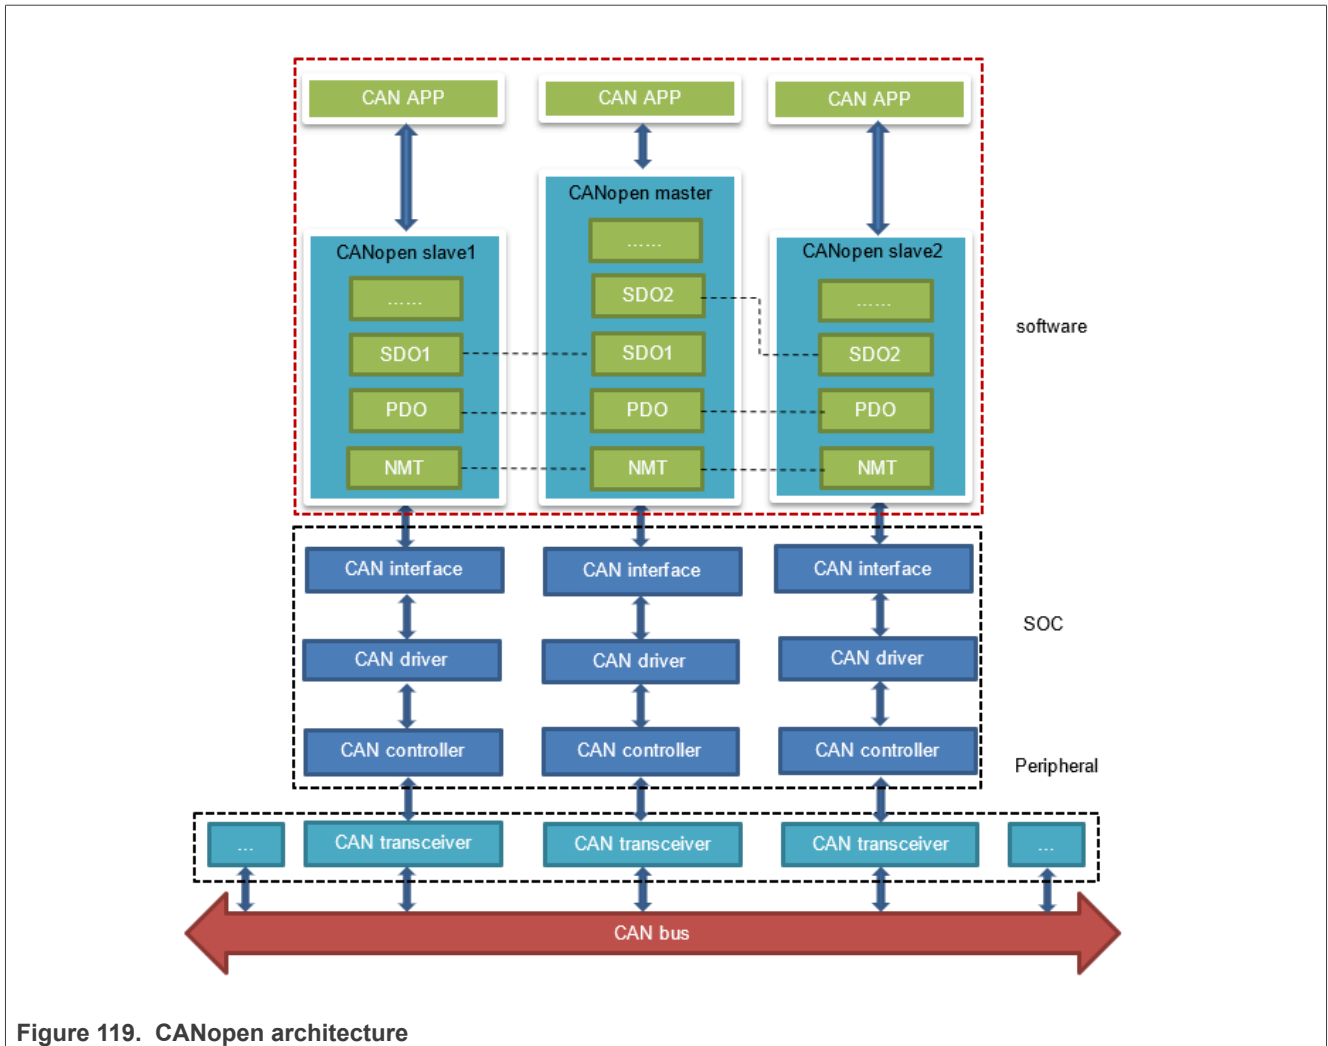 CAN APP
CAN APP
CAN APP
CANopen master
CANopen slave1
CANopen slave2
......
......
......
SDO2
SDO1
SDO1
SDO2
PDO
PDO
PDO
NMT
NMT
NMT
software
CAN interface
CAN interface
CAN interface
SOC
CAN driver
CAN driver
CAN driver
CAN controller
CAN controller
CAN controller
Peripheral
...
CAN transceiver
CAN transceiver
CAN transceiver
...
CAN bus
Figure 119. CANopen architecture